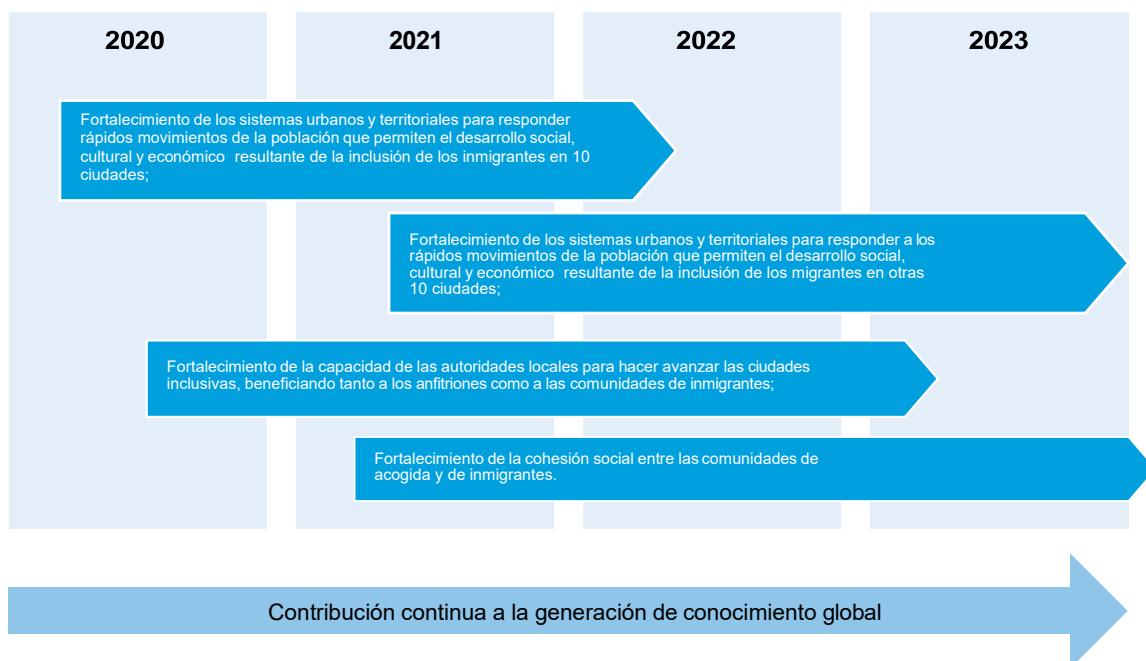 2020
2021
2022
2023
Fortalecimiento de los sistemas urbanos y territoriales para responder
rápidos movimientos de la población que permiten el desarrollo social,
cultural y económico resultante de la inclusión de los inmigrantes en 10
ciudades;
Fortalecimiento de los sistemas urbanos y territoriales para responder a los
rápidos movimientos de la población que permiten el desarrollo social,
cultural y económico resultante de la inclusión de los migrantes en otras
10 ciudades;
Fortalecimiento de la capacidad de las autoridades locales para hacer avanzar las ciudades
inclusivas, beneficiando tanto a los anfitriones como a las comunidades de inmigrantes;
Fortalecimiento de la cohesión social entre las comunidades de
acogida y de inmigrantes.
Contribución continua a la generación de conocimiento global